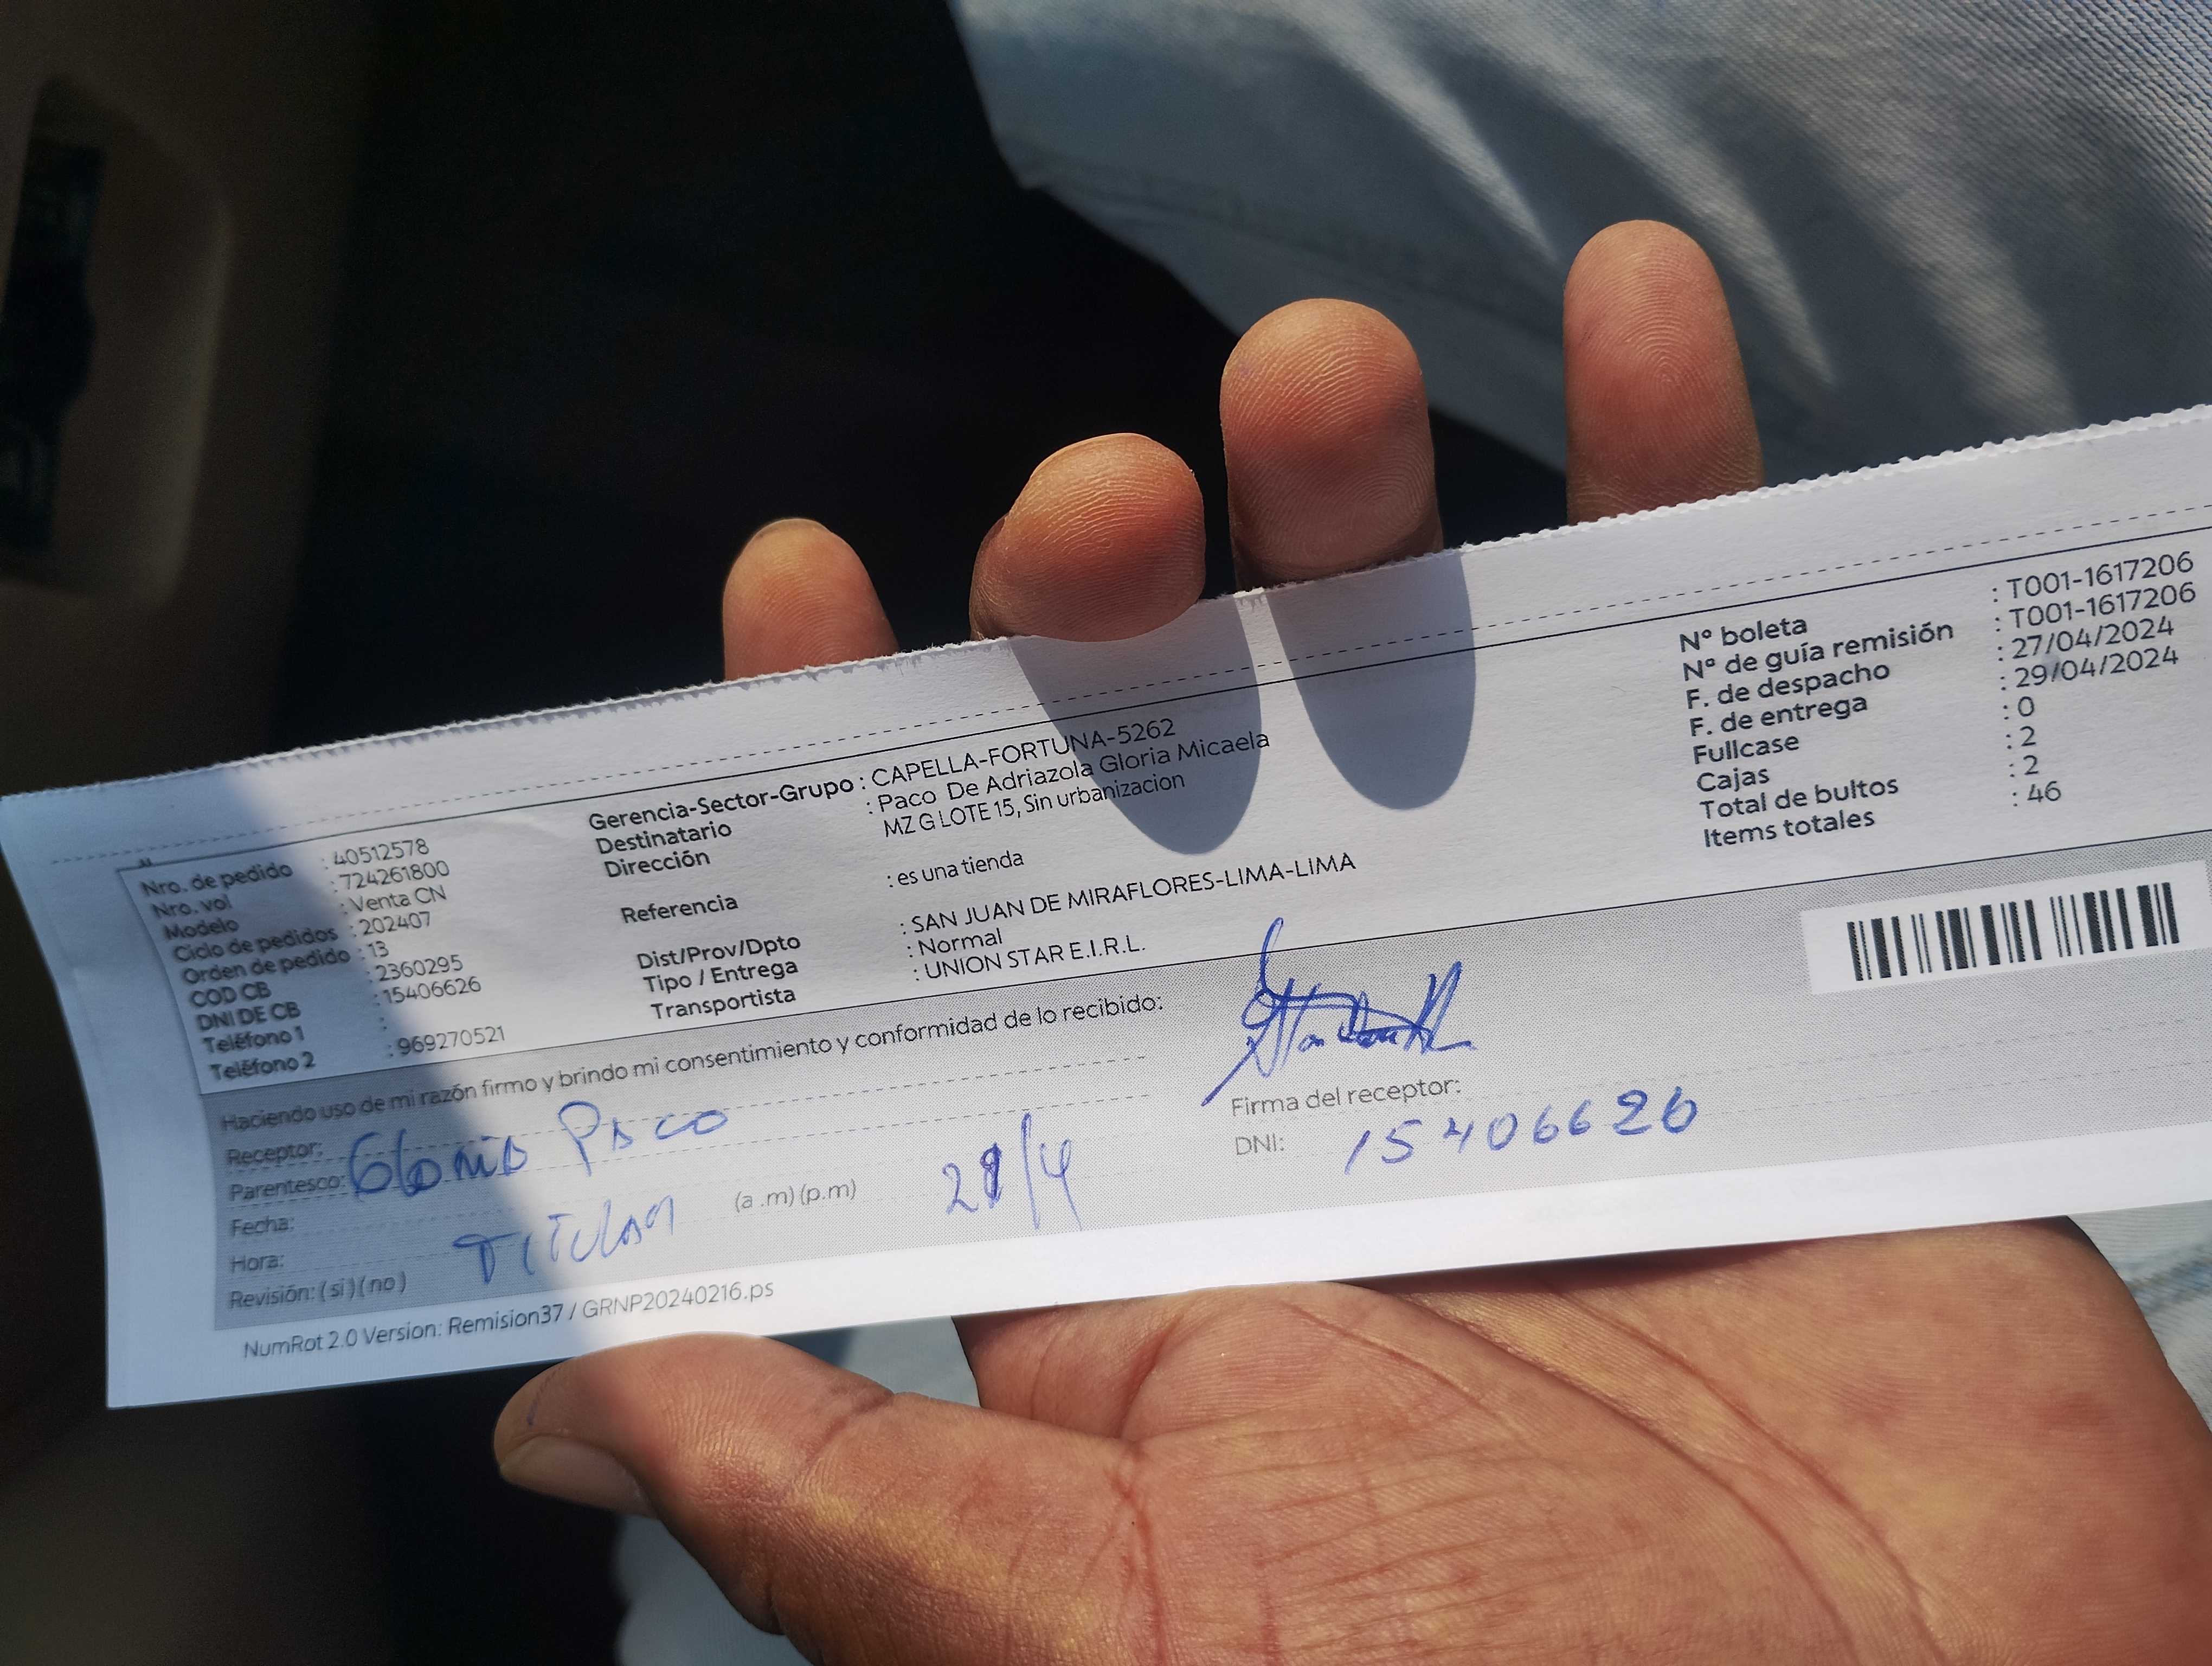 Nro. de pedido : 40512578
Nro. vol : 724261800
Modelo : Venta CN
Ciclo de pedidos : 202407
Orden de pedido : 13
COD CB : 2360295
DNI DE CB : 15406626
Teléfono 1 :
Teléfono 2 : 969270521
Gerencia-Sector-Grupo : CAPELLA-FORTUNA-5262
Destinatario : Paco De Adriazola Gloria Micaela
Dirección MZ G LOTE 15, Sin urbanizacion
Referencia : es una tienda
Dist/Prov/Dpto : SAN JUAN DE MIRAFLORES-LIMA-LIMA
Tipo / Entrega : Normal
Transportista : UNION STAR E.I.R.L.
N° boleta : T001-1617206
N° de guía remisión : T001-1617206
F. de despacho : 27/04/2024
F. de entrega : 29/04/2024
Fullcase : 0
Cajas : 2
Total de bultos : 2
Items totales : 46
Haciendo uso de mi razón firmo y brindo mi consentimiento y conformidad de lo recibido:
Receptor: Gloria Paco
Parentesco:
Fecha:
Hora: Titular (a .m) (p.m)
Revisión: ( si ) ( no )
Firma del receptor:
DNI: 15406626
NumRot 2.0 Version: Remision37 / GRNP20240216.ps